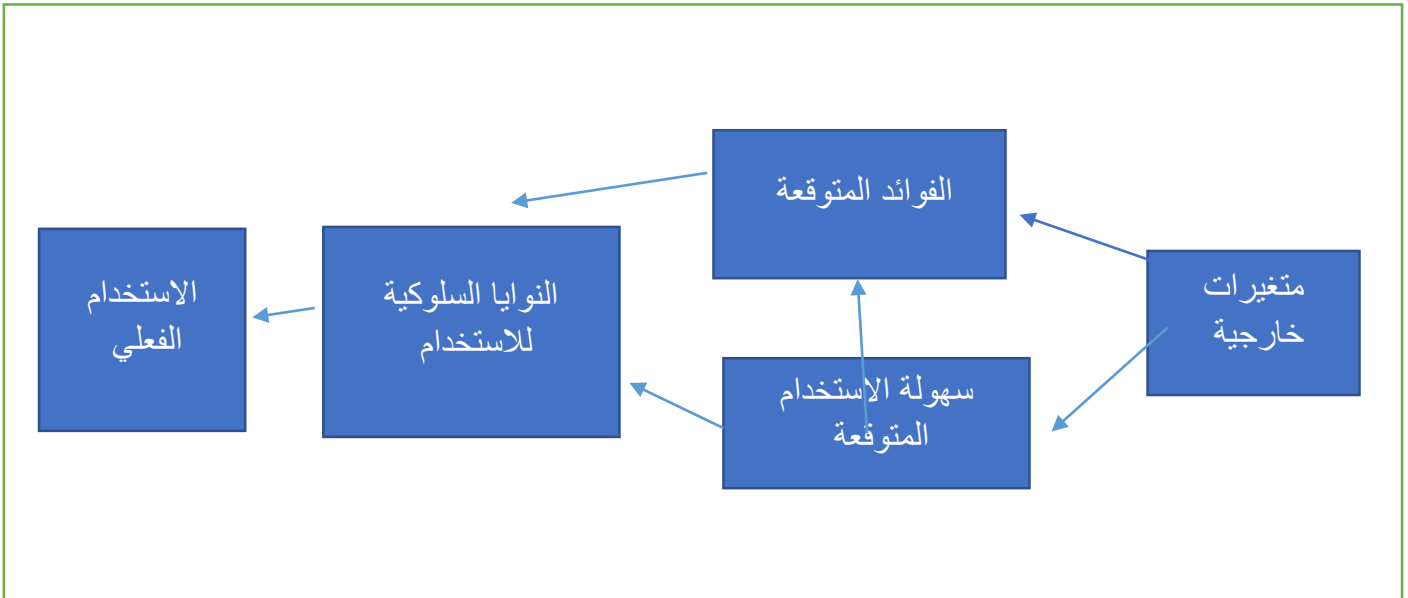 الفوائد المتوقعة
متغيرات
خارجية
النوايا السلوكية
للاستخدام
الاستخدام
الفعلي
سهولة الاستخدام
المتوقعة